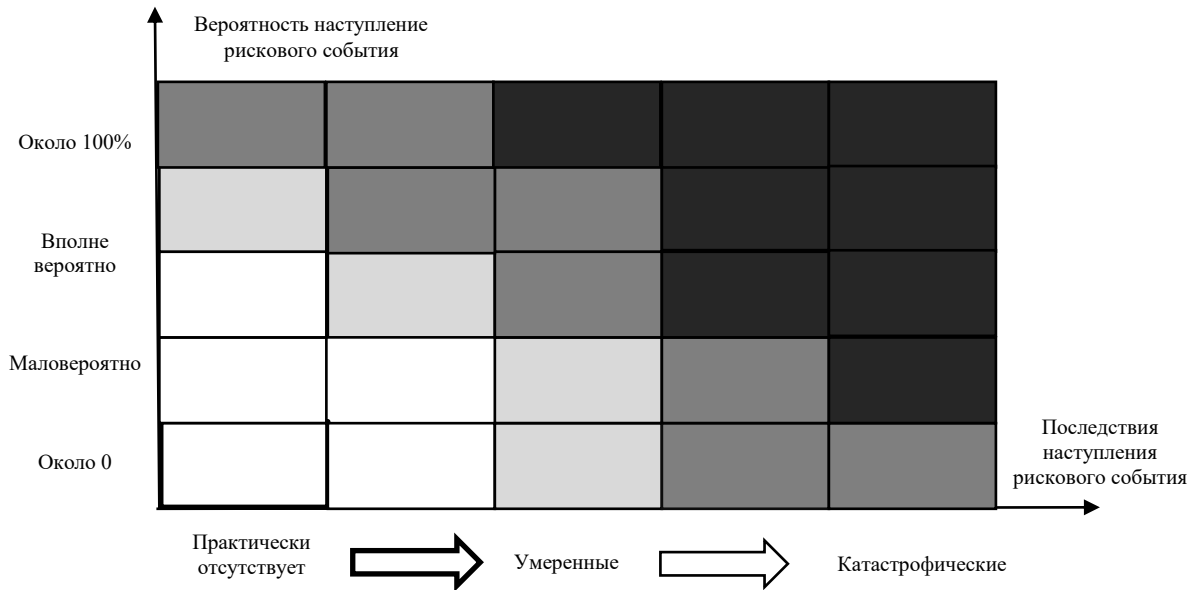 Вероятность наступление
рискового события
Около 100%
Вполне
вероятно
Маловероятно
Около 0
Последствия
наступления
рискового события
Практически
отсутствует
Умеренные
Катастрофические